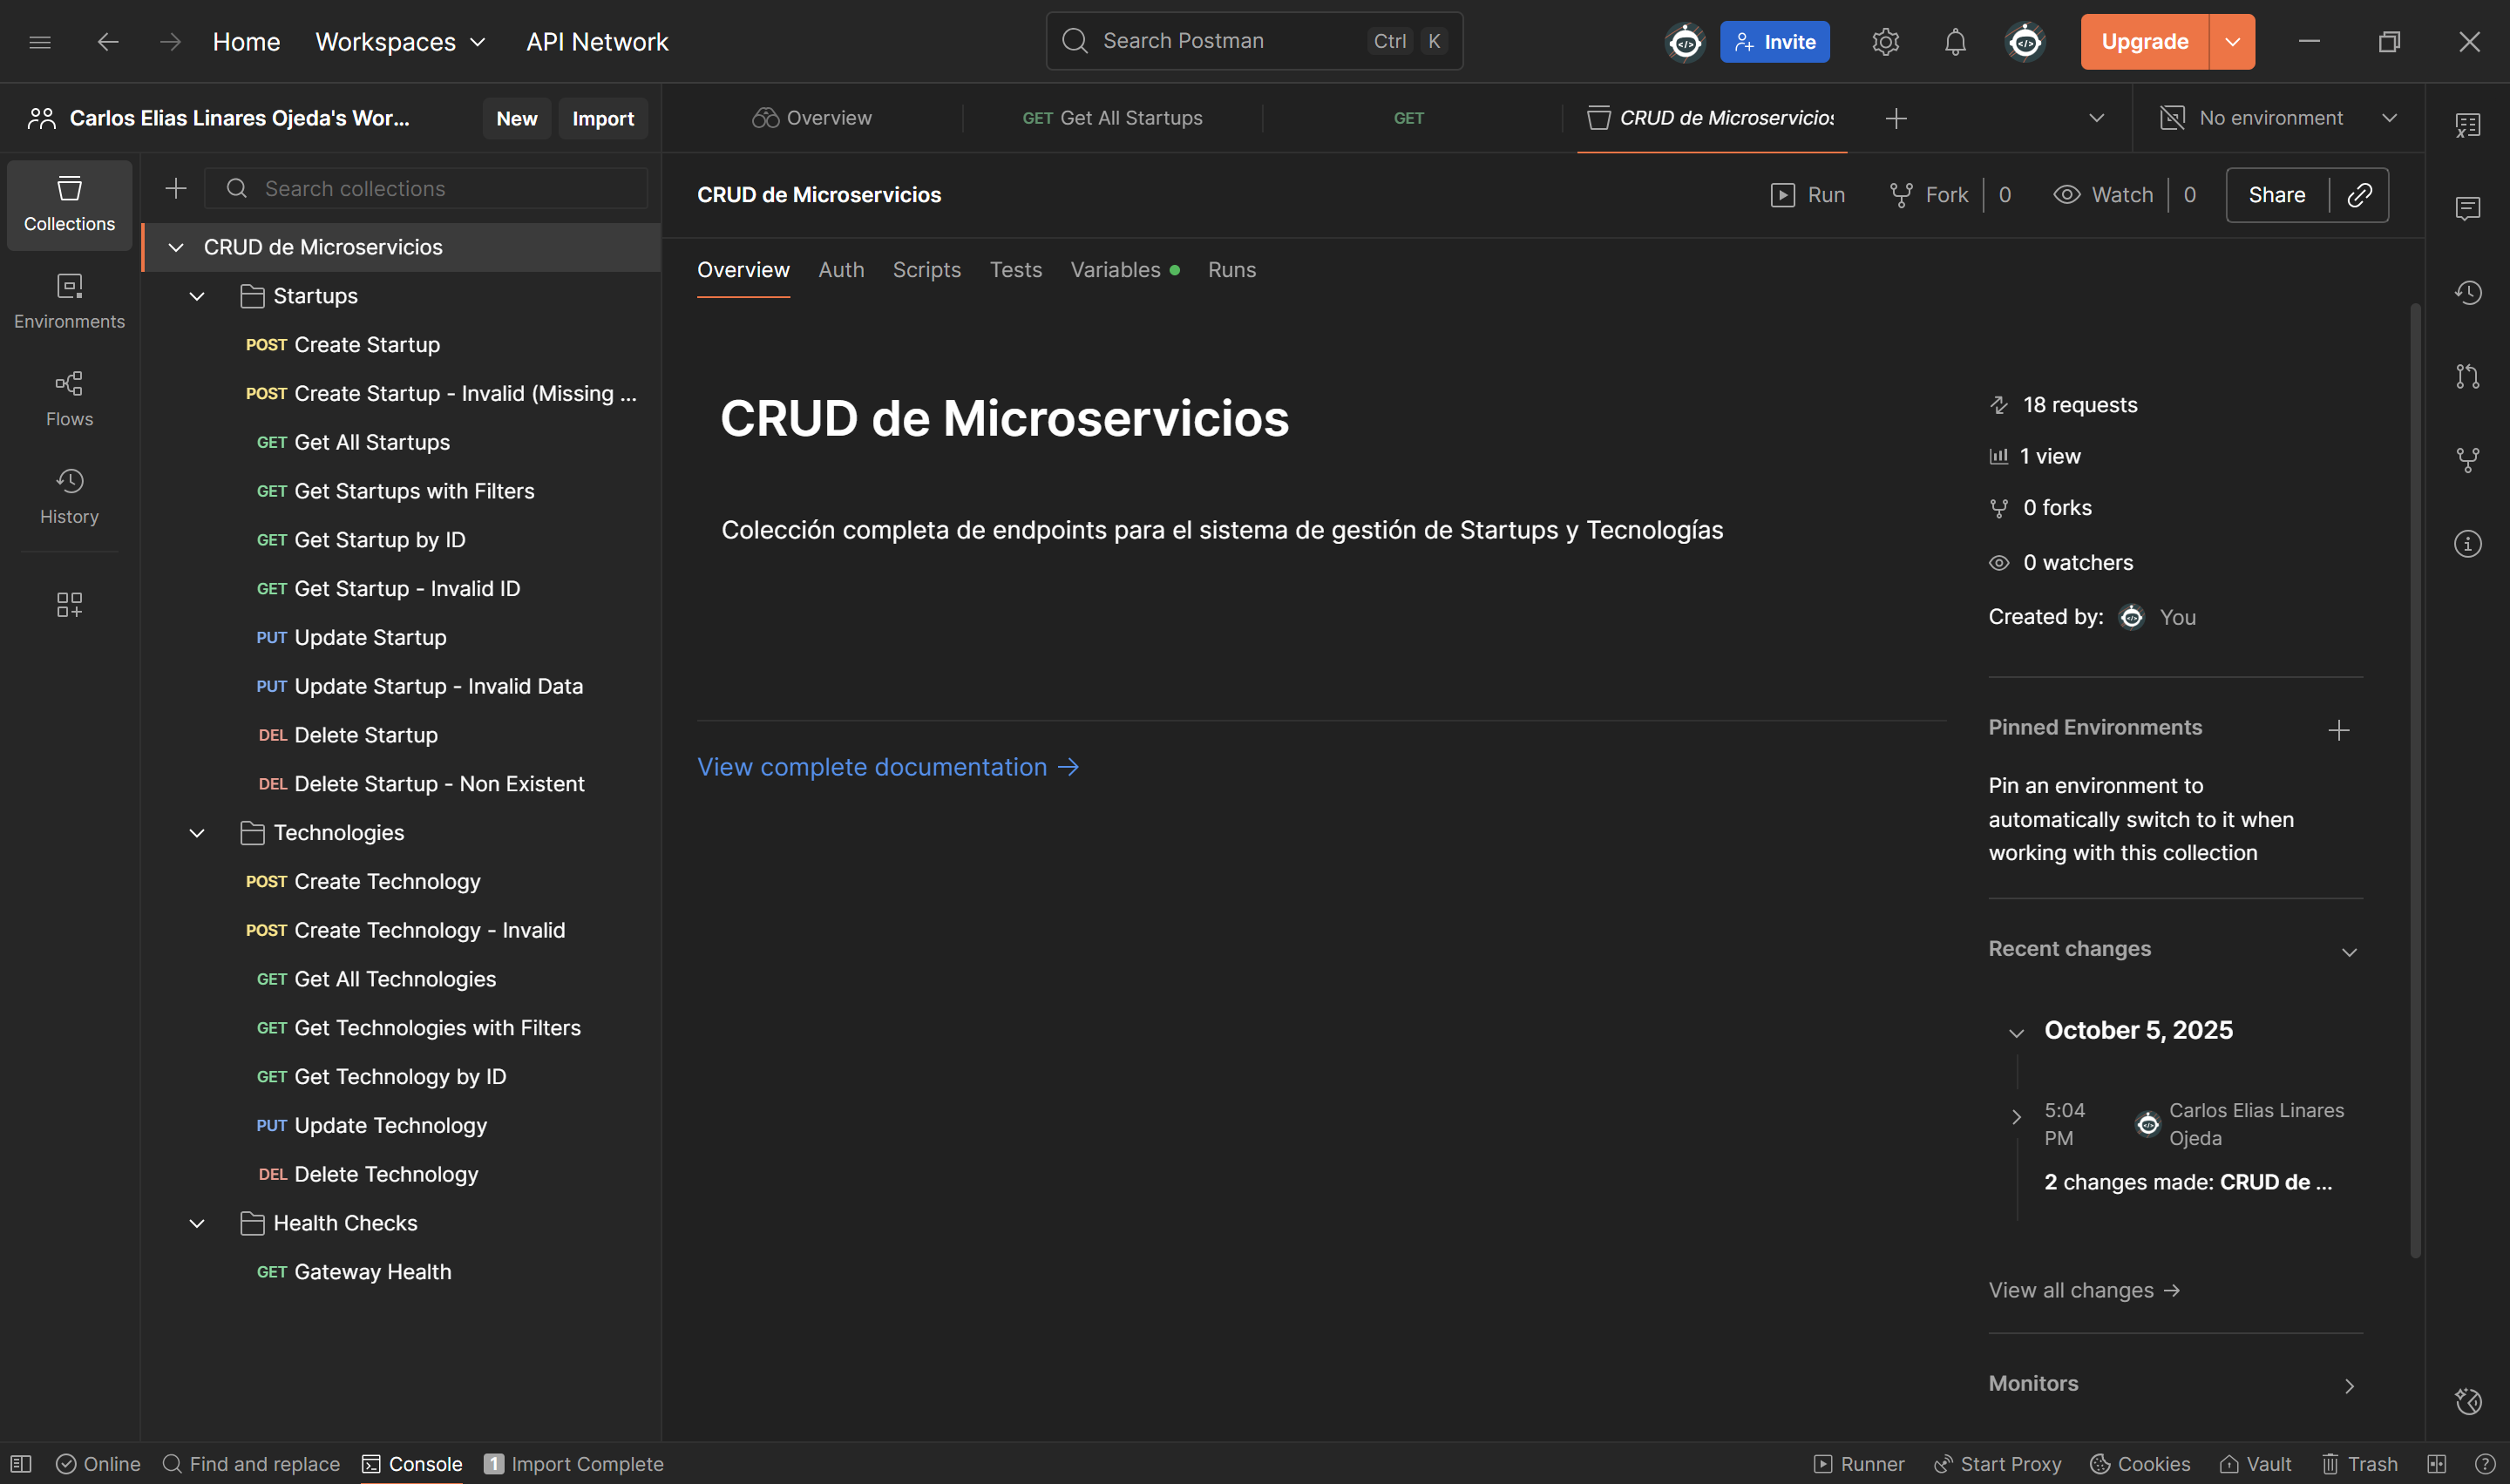 Home
Workspaces
API Network
Search Postman
Ctrl
K
Invite
Upgrade
Carlos Elias Linares Ojeda's Wor...
New
Import
Overview
GET Get All Startups
GET
CRUD de Microservicios
No environment
Collections
Environments
Flows
History
Search collections
CRUD de Microservicios
Startups
POST Create Startup
POST Create Startup - Invalid (Missing ...
GET Get All Startups
GET Get Startups with Filters
GET Get Startup by ID
GET Get Startup - Invalid ID
PUT Update Startup
PUT Update Startup - Invalid Data
DEL Delete Startup
DEL Delete Startup - Non Existent
Technologies
POST Create Technology
POST Create Technology - Invalid
GET Get All Technologies
GET Get Technologies with Filters
GET Get Technology by ID
PUT Update Technology
DEL Delete Technology
Health Checks
GET Gateway Health
CRUD de Microservicios
Run
Fork 0
Watch 0
Share
Overview
Auth
Scripts
Tests
Variables
Runs
CRUD de Microservicios
Colección completa de endpoints para el sistema de gestión de Startups y Tecnologías
View complete documentation →
18 requests
1 view
0 forks
0 watchers
Created by: You
Pinned Environments
Pin an environment to
automatically switch to it when
working with this collection
Recent changes
October 5, 2025
5:04
PM
Carlos Elias Linares
Ojeda
2 changes made: CRUD de ...
View all changes →
Monitors
Online
Find and replace
Console
1 Import Complete
Runner
Start Proxy
Cookies
Vault
Trash